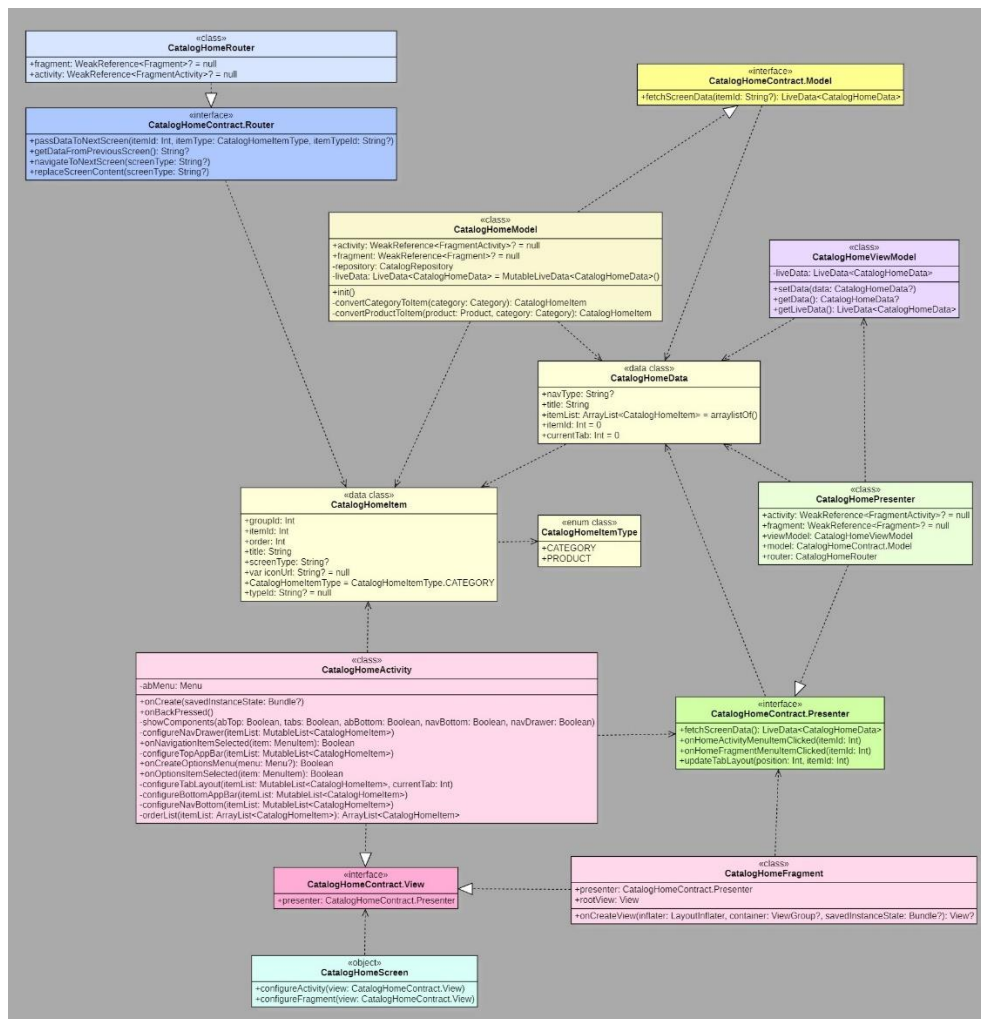 «class»
CatalogHomeRouter
+fragment: WeakReference<Fragment>? = null
+activity: WeakReference<FragmentActivity>? = null
«interface»
CatalogHomeContract.Router
+passDataToNextScreen(itemId: Int, itemType: CatalogHomeItemType, itemTypeId: String?)
+getDataFromPreviousScreen(): String?
+navigateToNextScreen(screenType: String?)
+replaceScreenContent(screenType: String?)
«interface»
CatalogHomeContract.Model
+fetchScreenData(itemId: String?): LiveData<CatalogHomeData>
«class»
CatalogHomeModel
+activity: WeakReference<FragmentActivity>? = null
+fragment: WeakReference<Fragment>? = null
-repository: CatalogRepository
-liveData: LiveData<CatalogHomeData> = MutableLiveData<CatalogHomeData>()
+init()
-convertCategoryToItem(category: Category): CatalogHomeItem
-convertProductToItem(product: Product, category: Category): CatalogHomeItem
«class»
CatalogHomeViewModel
-liveData: LiveData<CatalogHomeData>
+setData(data: CatalogHomeData?)
+getData(): CatalogHomeData?
+getLiveData(): LiveData<CatalogHomeData>
«data class»
CatalogHomeData
+navType: String?
+title: String
+itemList: ArrayList<CatalogHomeItem> = arraylistOf()
+itemId: Int = 0
+currentTab: Int = 0
«data class»
CatalogHomeItem
+groupId: Int
+itemId: Int
+order: Int
+title: String
+screenType: String?
+var iconUrl: String? = null
+CatalogHomeItemType = CatalogHomeItemType.CATEGORY
+typeId: String? = null
«enum class»
CatalogHomeItemType
+CATEGORY
+PRODUCT
«class»
CatalogHomePresenter
+activity: WeakReference<FragmentActivity>? = null
+fragment: WeakReference<Fragment>? = null
+viewModel: CatalogHomeViewModel
+model: CatalogHomeContract.Model
+router: CatalogHomeRouter
«class»
CatalogHomeActivity
-abMenu: Menu
+onCreate(savedInstanceState: Bundle?)
+onBackPressed()
-showComponents(abTop: Boolean, tabs: Boolean, abBottom: Boolean, navBottom: Boolean, navDrawer: Boolean)
-configureNavDrawer(itemList: MutableList<CatalogHomeItem>)
+onNavigationItemSelected(item: MenuItem): Boolean
-configureTopAppBar(itemList: MutableList<CatalogHomeItem>)
+onCreateOptionsMenu(menu: Menu?): Boolean
+onOptionsItemSelected(item: MenuItem): Boolean
-configureTabLayout(itemList: MutableList<CatalogHomeItem>, currentTab: Int)
-configureBottomAppBar(itemList: MutableList<CatalogHomeItem>)
-configureNavBottom(itemList: MutableList<CatalogHomeItem>)
-orderList(itemList: ArrayList<CatalogHomeItem>): ArrayList<CatalogHomeItem>
«interface»
CatalogHomeContract.Presenter
+fetchScreenData(): LiveData<CatalogHomeData>
+onHomeActivityMenuItemClicked(itemId: Int)
+onHomeFragmentMenuItemClicked(itemId: Int)
+updateTabLayout(position: Int, itemId: Int)
«interface»
CatalogHomeContract.View
+presenter: CatalogHomeContract.Presenter
«class»
CatalogHomeFragment
+presenter: CatalogHomeContract.Presenter
+rootView: View
+onCreateView(inflater: LayoutInflater, container: ViewGroup?, savedInstanceState: Bundle?): View?
«object»
CatalogHomeScreen
+configureActivity(view: CatalogHomeContract.View)
+configureFragment(view: CatalogHomeContract.View)